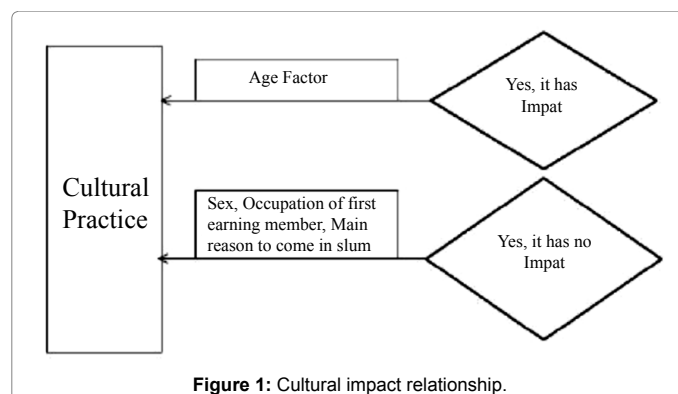 Age Factor
Yes, it has
Impat
Cultural
Practice
Sex, Occupation of first
earning member, Main
reason to come in slum
Yes, it has no
Impat
Figure 1: Cultural impact relationship.